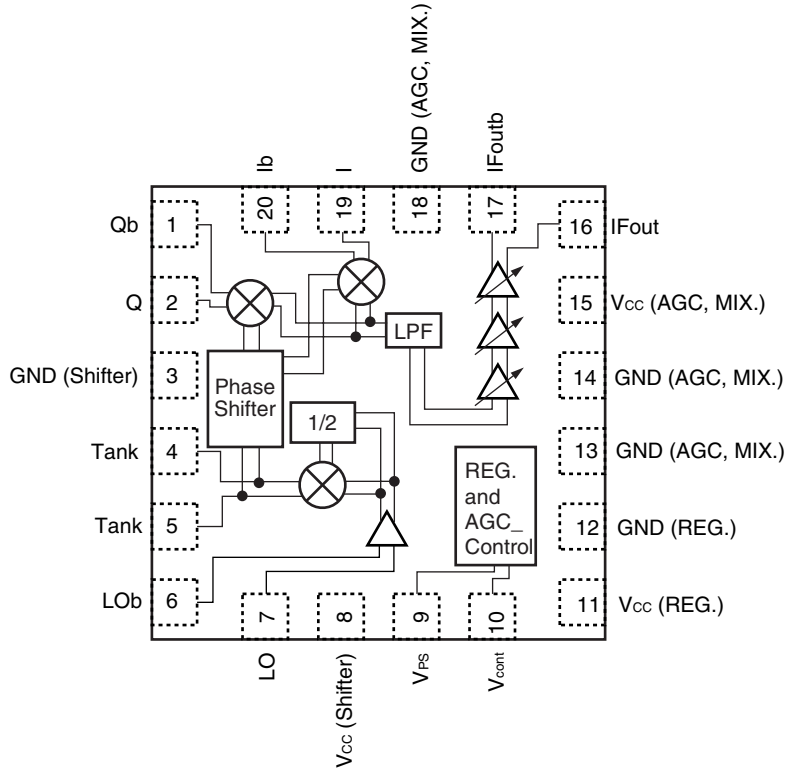 GND (AGC, MIX.)
Ib
I
IFoutb
20
19
18
17
Qb
1
16
IFout
Q
2
15
VCC (AGC, MIX.)
LPF
GND (Shifter)
3
Phase
Shifter
14
GND (AGC, MIX.)
1/2
Tank
4
13
GND (AGC, MIX.)
REG.
and
AGC_
Control
Tank
5
12
GND (REG.)
LOb
6
11
VCC (REG.)
7
8
9
10
LO
VCC (Shifter)
VPS
Vcont